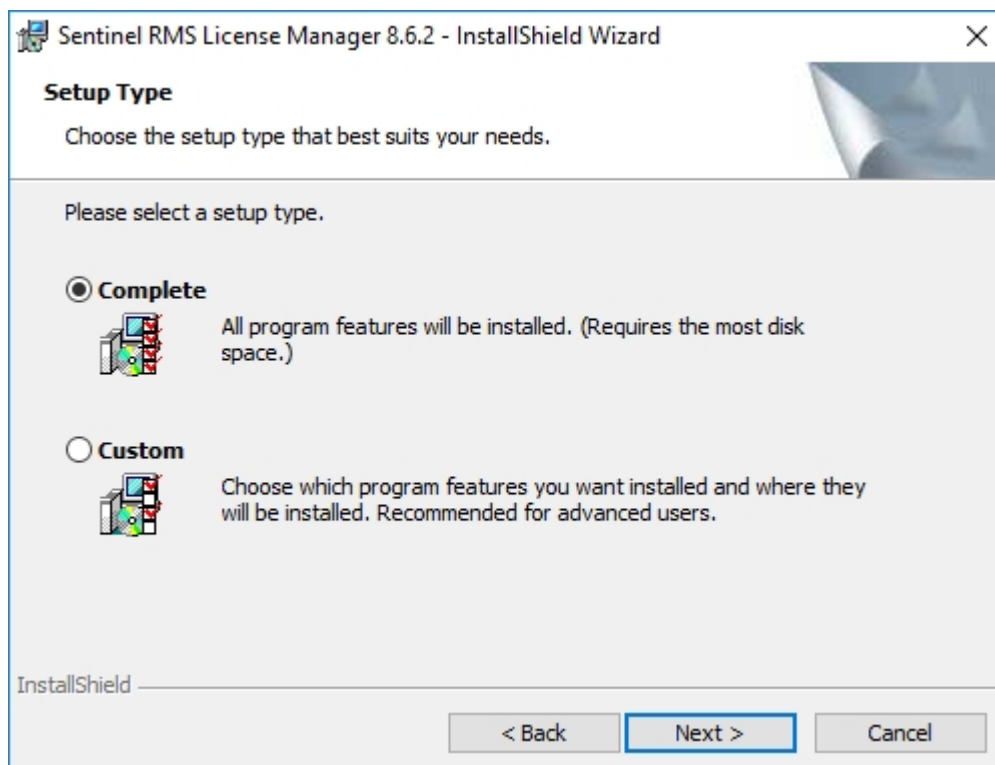 Sentinel RMS License Manager 8.6.2 - InstallShield Wizard
Setup Type
Choose the setup type that best suits your needs.
Please select a setup type.
Complete
All program features will be installed. (Requires the most disk
space.)
Custom
Choose which program features you want installed and where they
will be installed. Recommended for advanced users.
InstallShield
< Back
Next >
Cancel